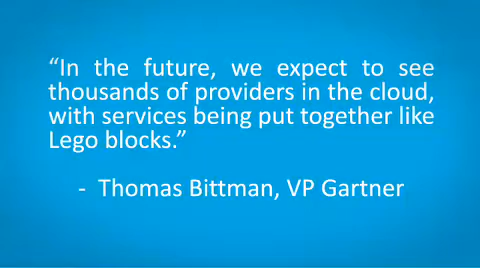 “In the future, we expect to see
thousands of providers in the cloud,
with services being put together like
Lego blocks.”
- Thomas Bittman, VP Gartner